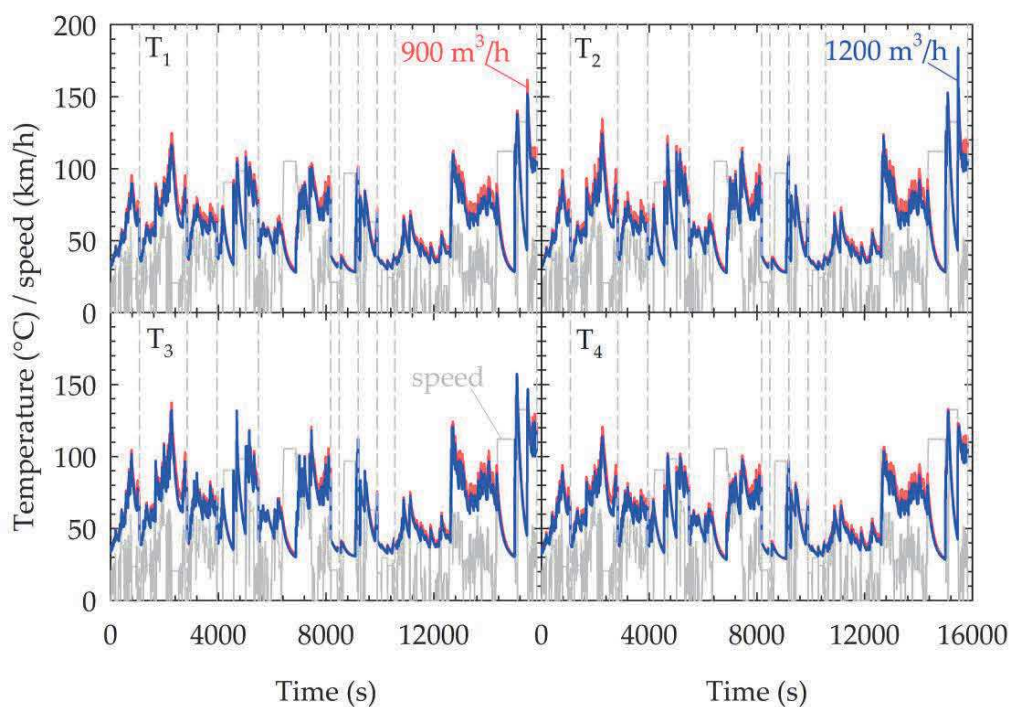 200
T1
900 m³/h
T2
1200 m³/h
150
100
50
0
T3
speed
T4
150
100
50
0
Temperature (°C) / speed (km/h)
0 4000 8000 12000 0 4000 8000 12000 16000
Time (s) Time (s)